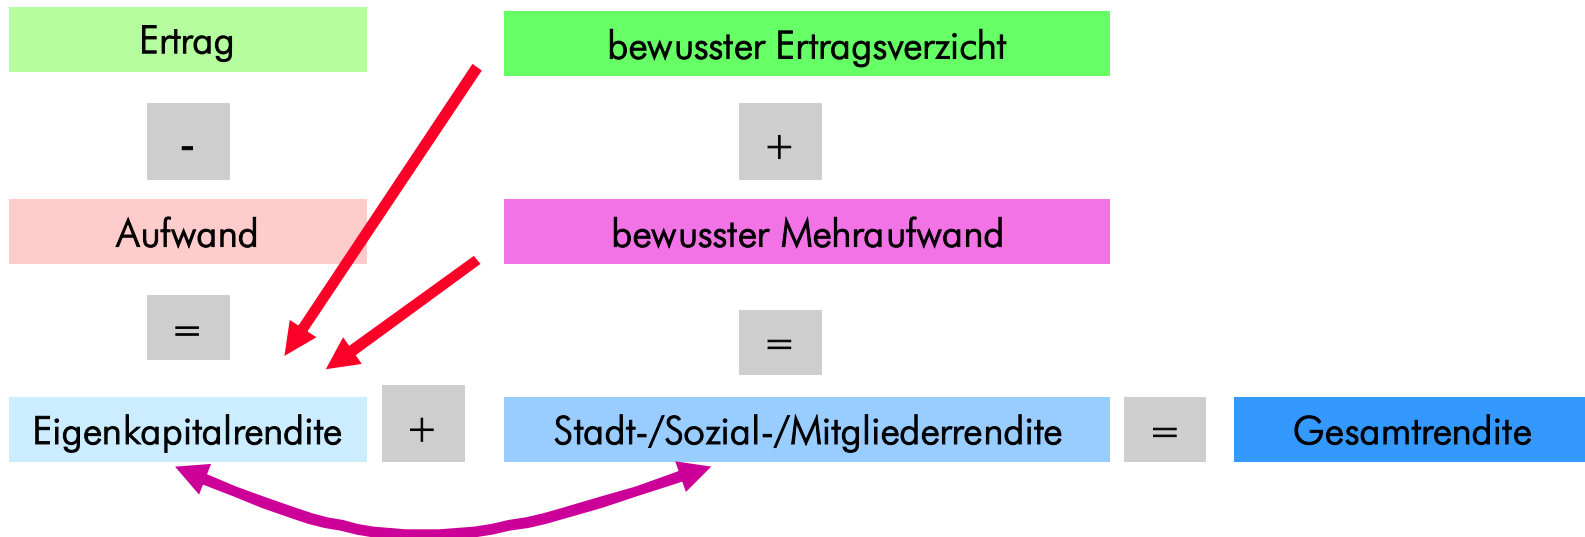 Ertrag
bewusster Ertragsverzicht
-
+
Aufwand
bewusster Mehraufwand
=
=
Eigenkapitalrendite + Stadt-/Sozial-/Mitgliederrendite = Gesamtrendite